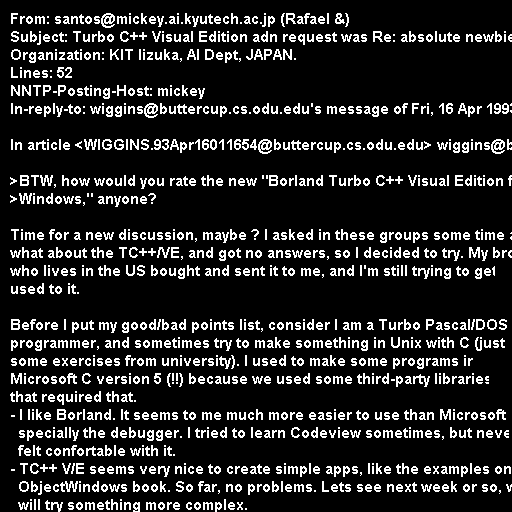 From: santos@mickey.ai.kyutech.ac.jp (Rafael &)
Subject: Turbo C++ Visual Edition adn request was Re: absolute newbie
Organization: KIT Iizuka, AI Dept, JAPAN.
Lines: 52
NNTP-Posting-Host: mickey
In-reply-to: wiggins@buttercup.cs.odu.edu's message of Fri, 16 Apr 1993
In article <WIGGINS.93Apr16011654@buttercup.cs.odu.edu> wiggins@b
>BTW, how would you rate the new "Borland Turbo C++ Visual Edition f
>Windows," anyone?
Time for a new discussion, maybe ? I asked in these groups some time a
what about the TC++/VE, and got no answers, so I decided to try. My bro
who lives in the US bought and sent it to me, and I'm still trying to get
used to it.
Before I put my good/bad points list, consider I am a Turbo Pascal/DOS
programmer, and sometimes try to make something in Unix with C (just
some exercises from university). I used to make some programs in
Microsoft C version 5 (!!) because we used some third-party libraries
that required that.
- I like Borland. It seems to me much more easier to use than Microsoft
specially the debugger. I tried to learn Codeview sometimes, but neve
felt confortable with it.
- TC++ V/E seems very nice to create simple apps, like the examples on
ObjectWindows book. So far, no problems. Lets see next week or so, w
will try something more complex.